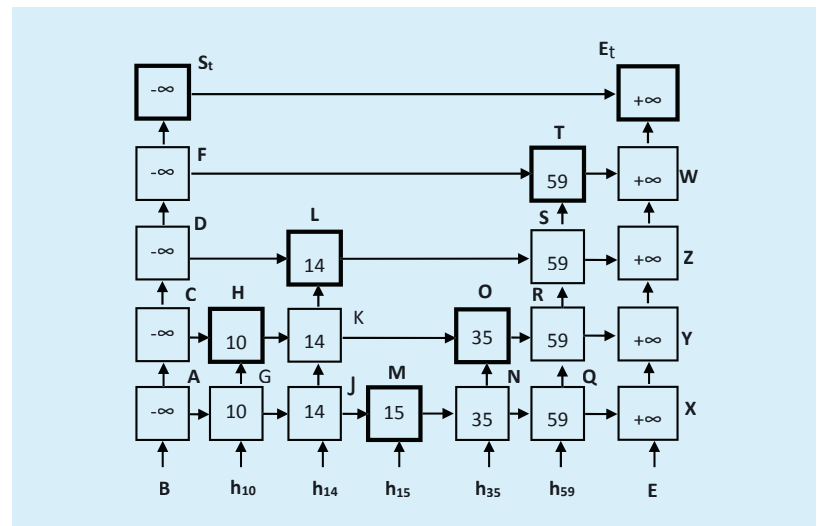 Sₜ Eₜ
-∞ +∞
F T W
-∞ 59 +∞
D L S Z
-∞ 14 59 +∞
C H K O R Y
-∞ 10 14 35 59 +∞
A G J M N Q X
-∞ 10 14 15 35 59 +∞
B h₁₀ h₁₄ h₁₅ h₃₅ h₅₉ E